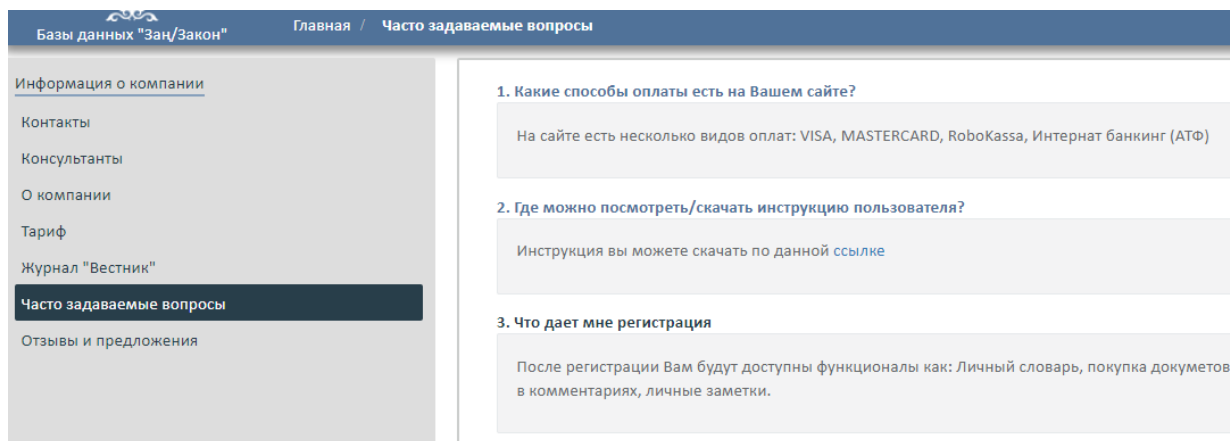 Базы данных "Заң/Закон"
Главная / Часто задаваемые вопросы
Информация о компании
Контакты
Консультанты
О компании
Тариф
Журнал "Вестник"
Часто задаваемые вопросы
Отзывы и предложения
1. Какие способы оплаты есть на Вашем сайте?
На сайте есть несколько видов оплат: VISA, MASTERCARD, RoboKassa, Интернат банкинг (АТФ)
2. Где можно посмотреть/скачать инструкцию пользователя?
Инструкция вы можете скачать по данной ссылке
3. Что дает мне регистрация
После регистрации Вам будут доступны функционалы как: Личный словарь, покупка докуметов
в комментариях, личные заметки.